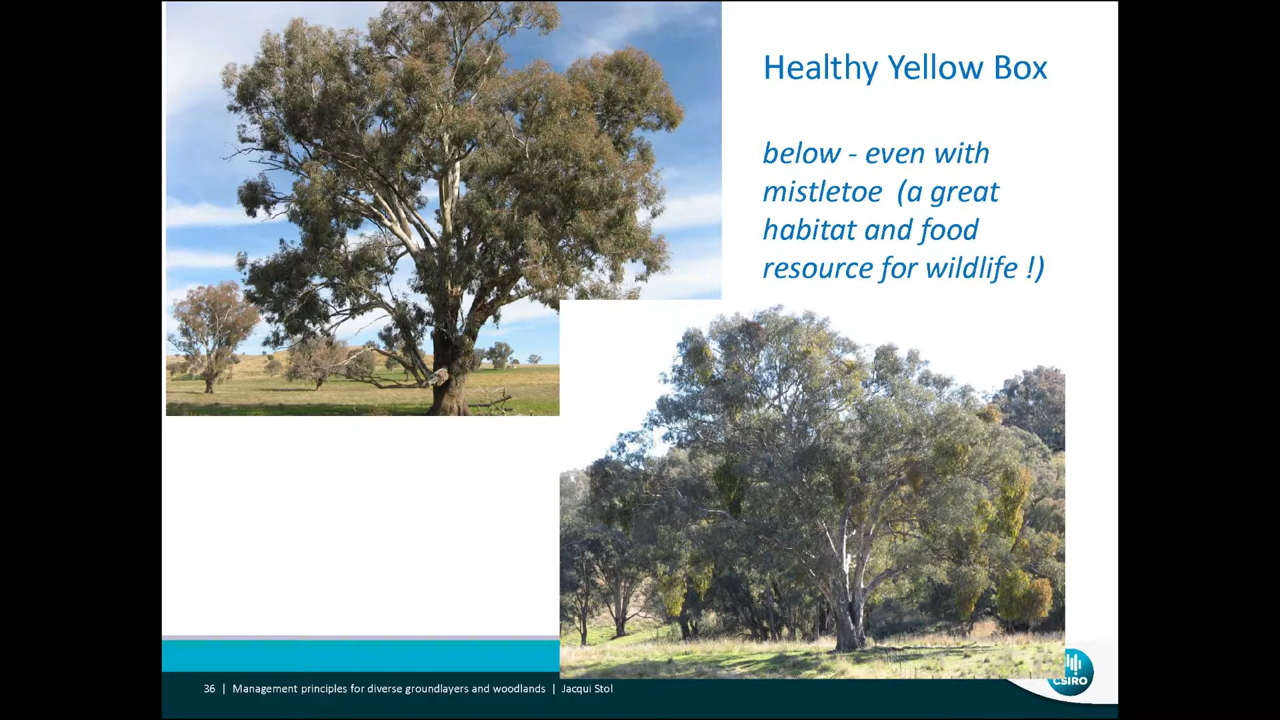 Healthy Yellow Box
below - even with
mistletoe (a great
habitat and food
resource for wildlife !)
36 | Management principles for diverse groundlayers and woodlands | Jacqui Stol
CSIRO